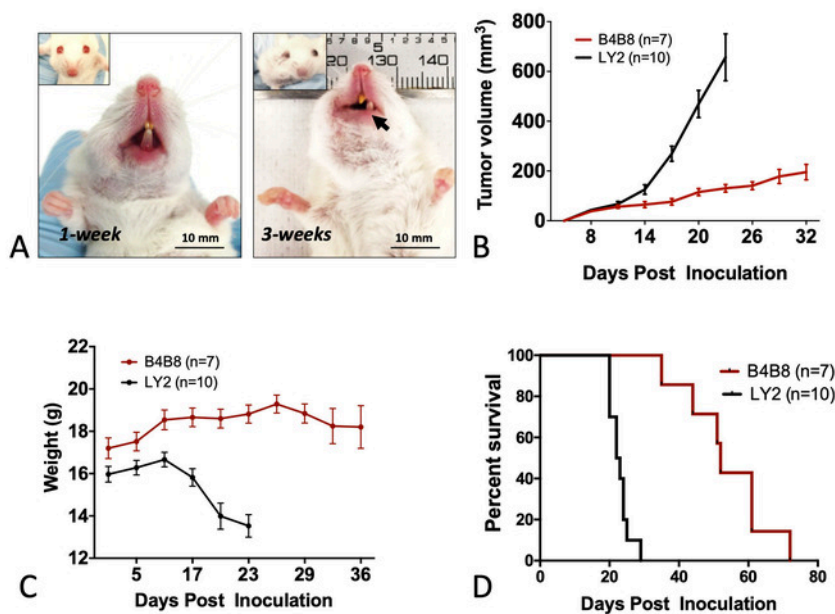 A
1-week
10 mm
5
120 130 140
3-weeks
10 mm
B
Tumor volume (mm3)
800
600
400
200
0
B4B8 (n=7)
LY2 (n=10)
8 14 20 26 32
Days Post Inoculation
C
Weight (g)
22
20
18
16
14
12
B4B8 (n=7)
LY2 (n=10)
5 17 23 29 36
Days Post Inoculation
D
Percent survival
100
80
60
40
20
0
B4B8 (n=7)
LY2 (n=10)
0 20 40 60 80
Days Post Inoculation